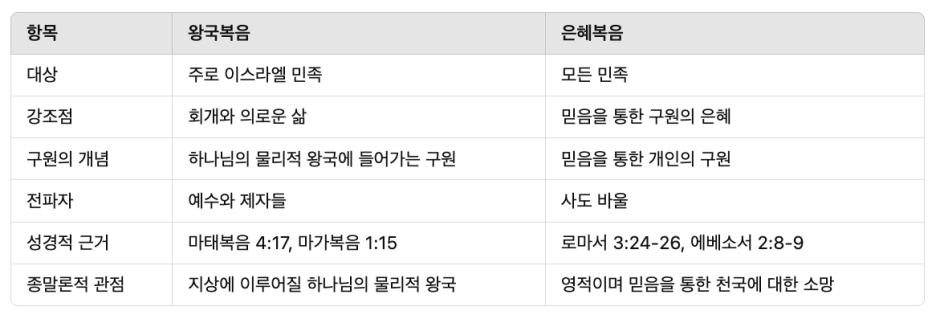 항목 왕국복음 은혜복음
대상 주로 이스라엘 민족 모든 민족
강조점 회개와 의로운 삶 믿음을 통한 구원의 은혜
구원의 개념 하나님의 물리적 왕국에 들어가는 구원 믿음을 통한 개인의 구원
전파자 예수와 제자들 사도 바울
성경적 근거 마태복음 4:17, 마가복음 1:15 로마서 3:24-26, 에베소서 2:8-9
종말론적 관점 지상에 이루어질 하나님의 물리적 왕국 영적이며 믿음을 통한 천국에 대한 소망